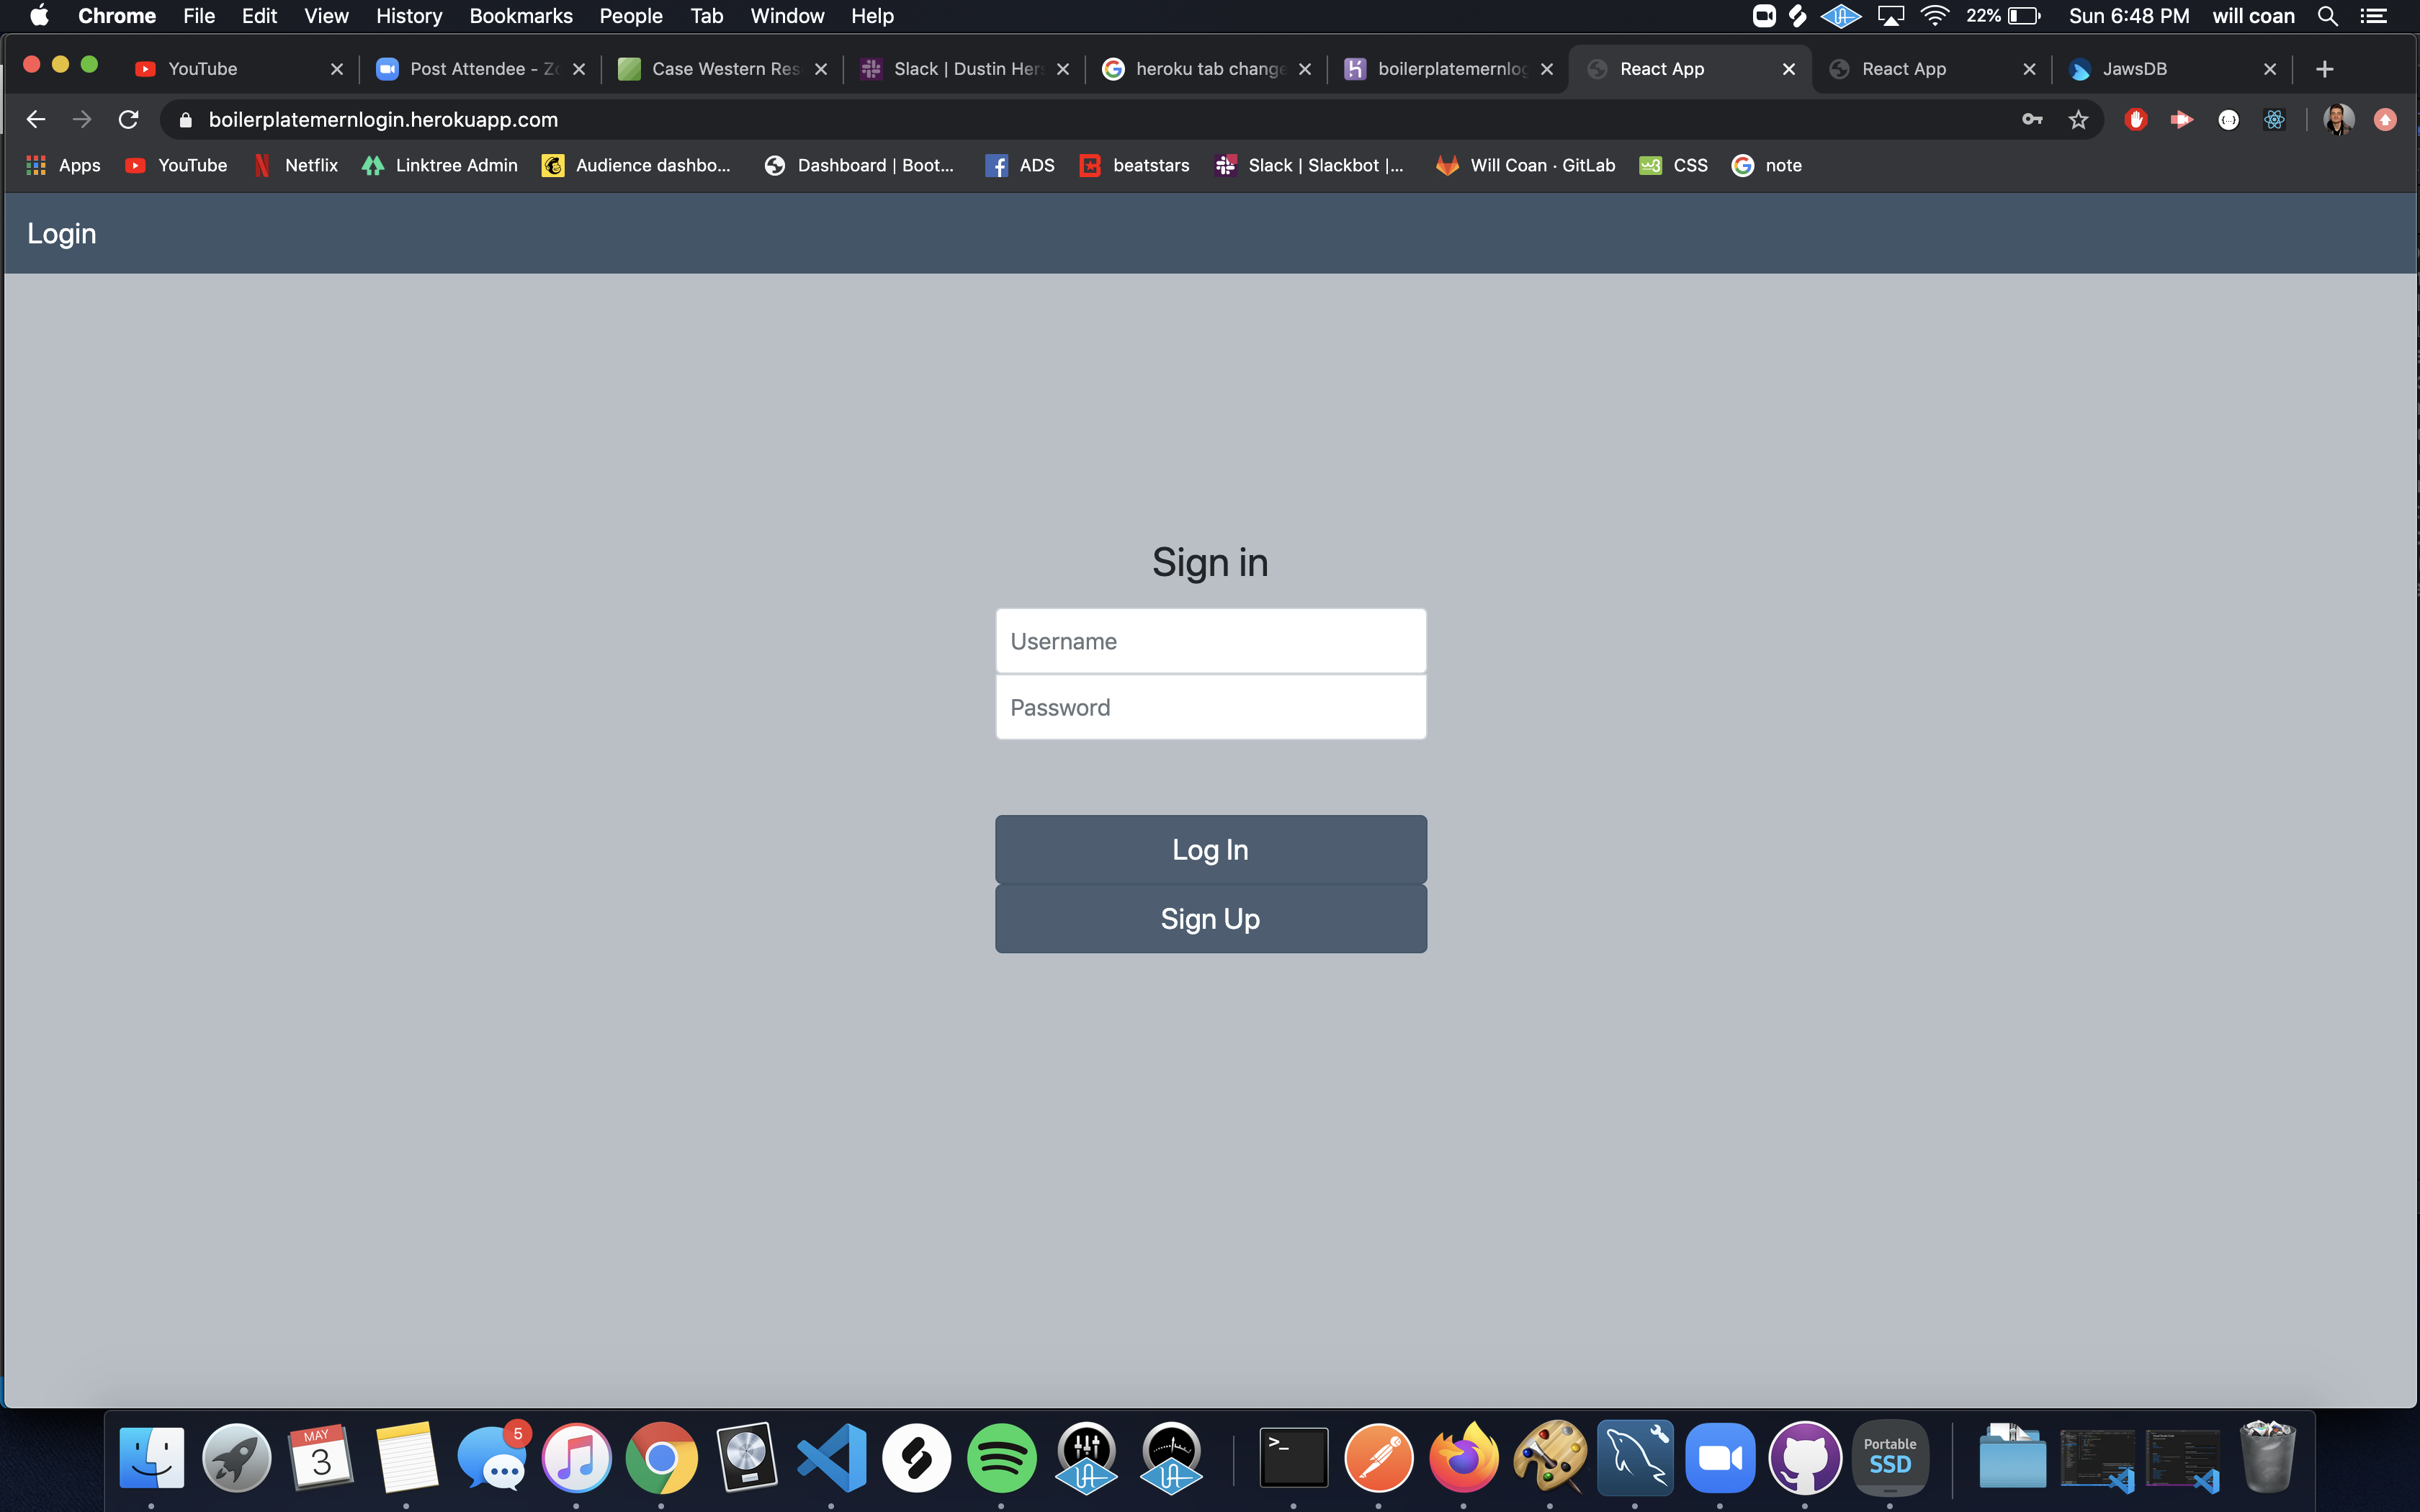 Chrome File Edit View History Bookmarks People Tab Window Help 22% Sun 6:48 PM will coan
YouTube Post Attendee - Zo Case Western Res Slack | Dustin Her heroku tab change boilerplatemernlog React App React App JawsDB
boilerplatemernlogin.herokuapp.com
Apps YouTube Netflix Linktree Admin Audience dashbo... Dashboard | Boot... ADS beatstars Slack | Slackbot |... Will Coan · GitLab CSS note
Login
Sign in
Username
Password
Log In
Sign Up
MAY
3
5
Portable
SSD